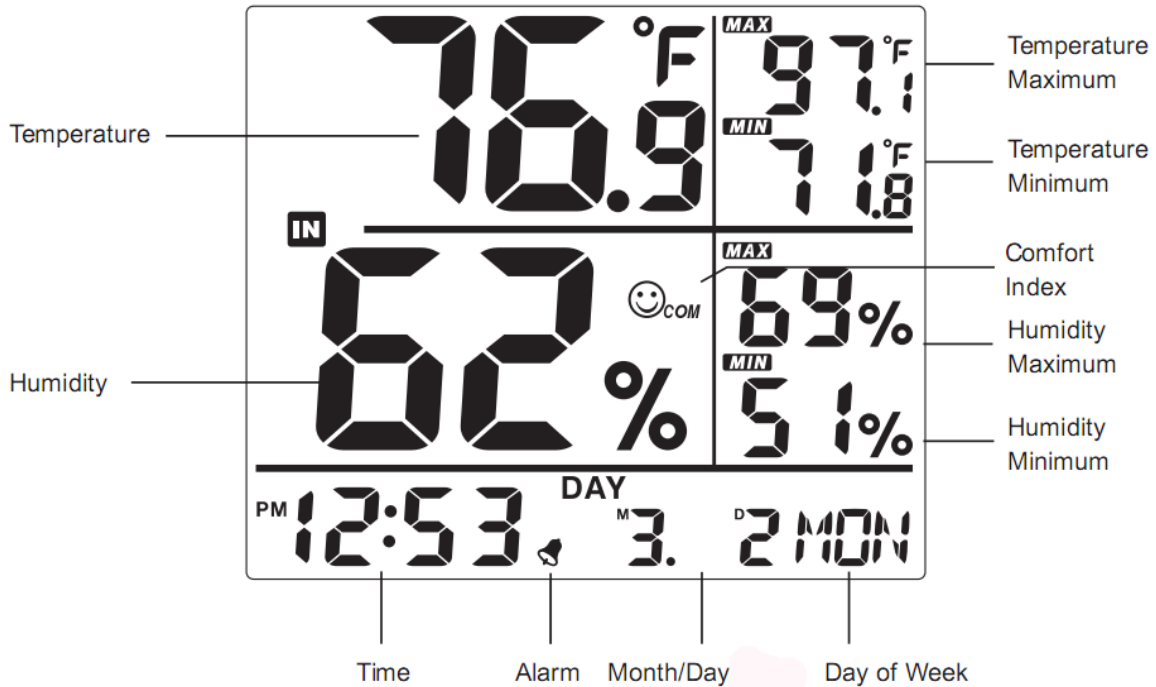 76.9 °F
MAX
97.1 °F
Temperature
Maximum
Temperature
MIN
71.8 °F
Temperature
Minimum
IN
62 %
COM
MAX
69%
Comfort
Index
Humidity
Maximum
Humidity
MIN
51%
Humidity
Minimum
DAY
PM 12:53
M 3. D 2 MON
Time
Alarm
Month/Day
Day of Week